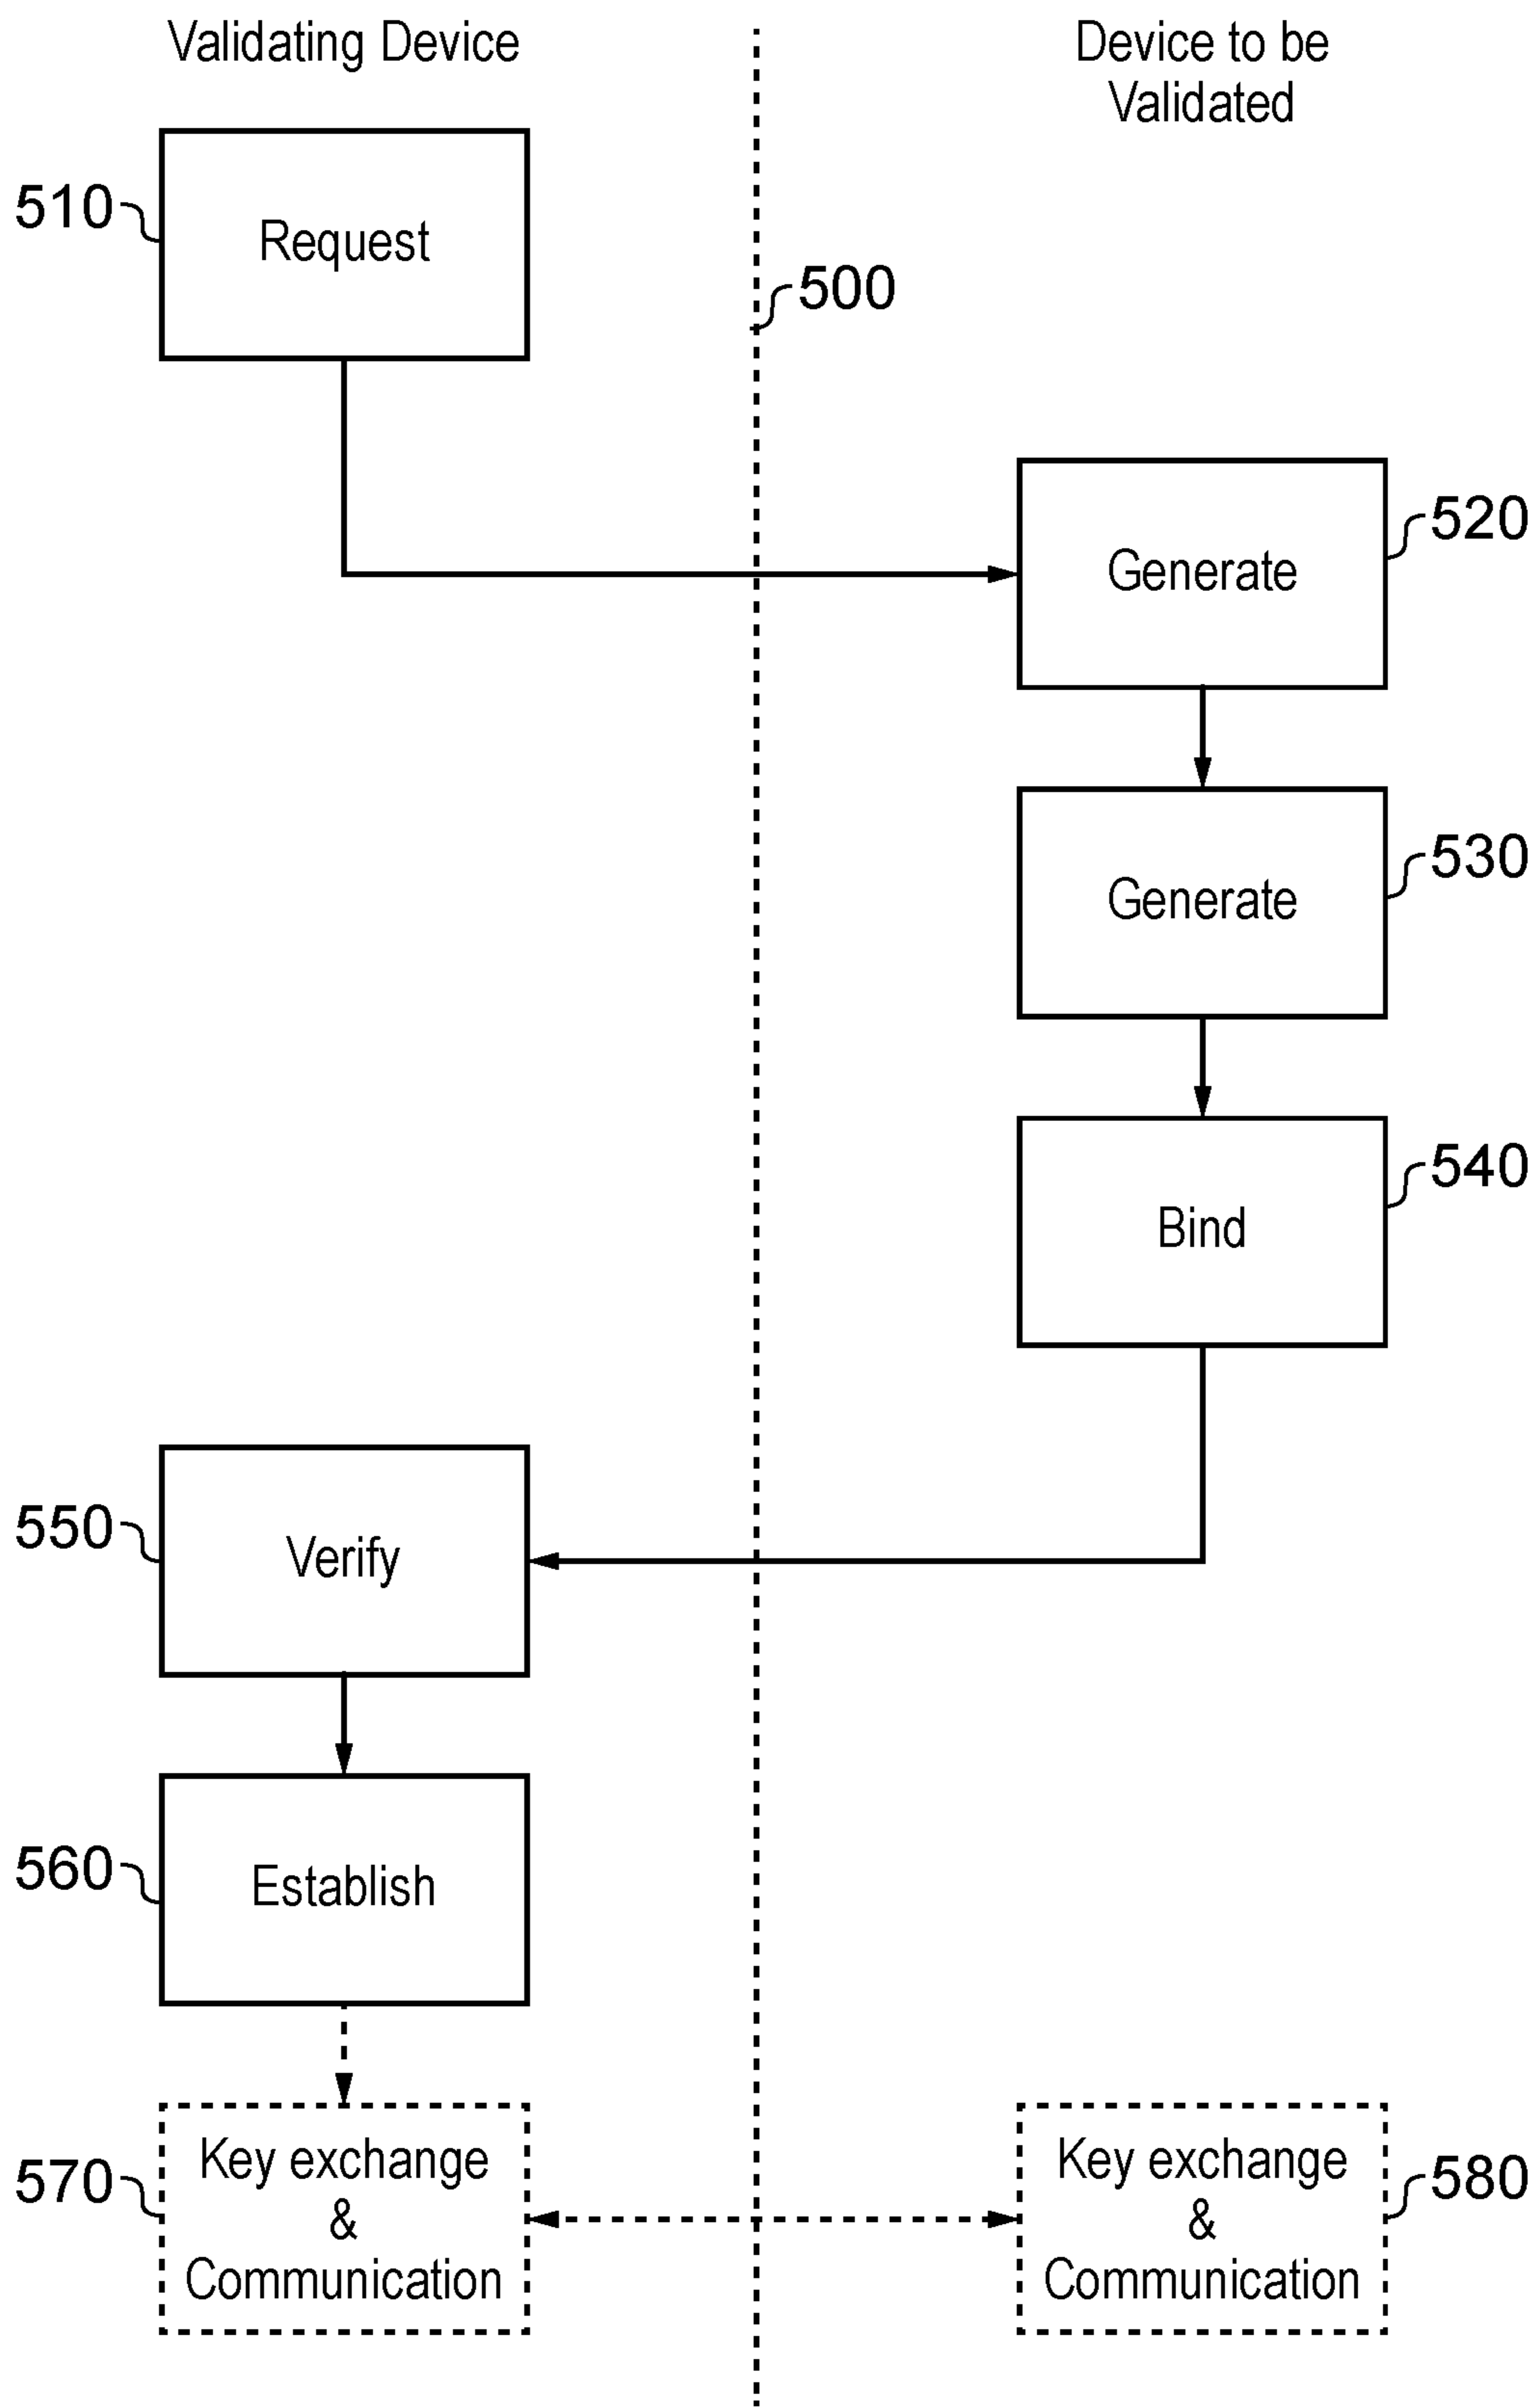 Validating Device
Device to be
Validated
510
Request
500
520
Generate
530
Generate
540
Bind
550
Verify
560
Establish
570
Key exchange
&
Communication
Key exchange
&
Communication
580